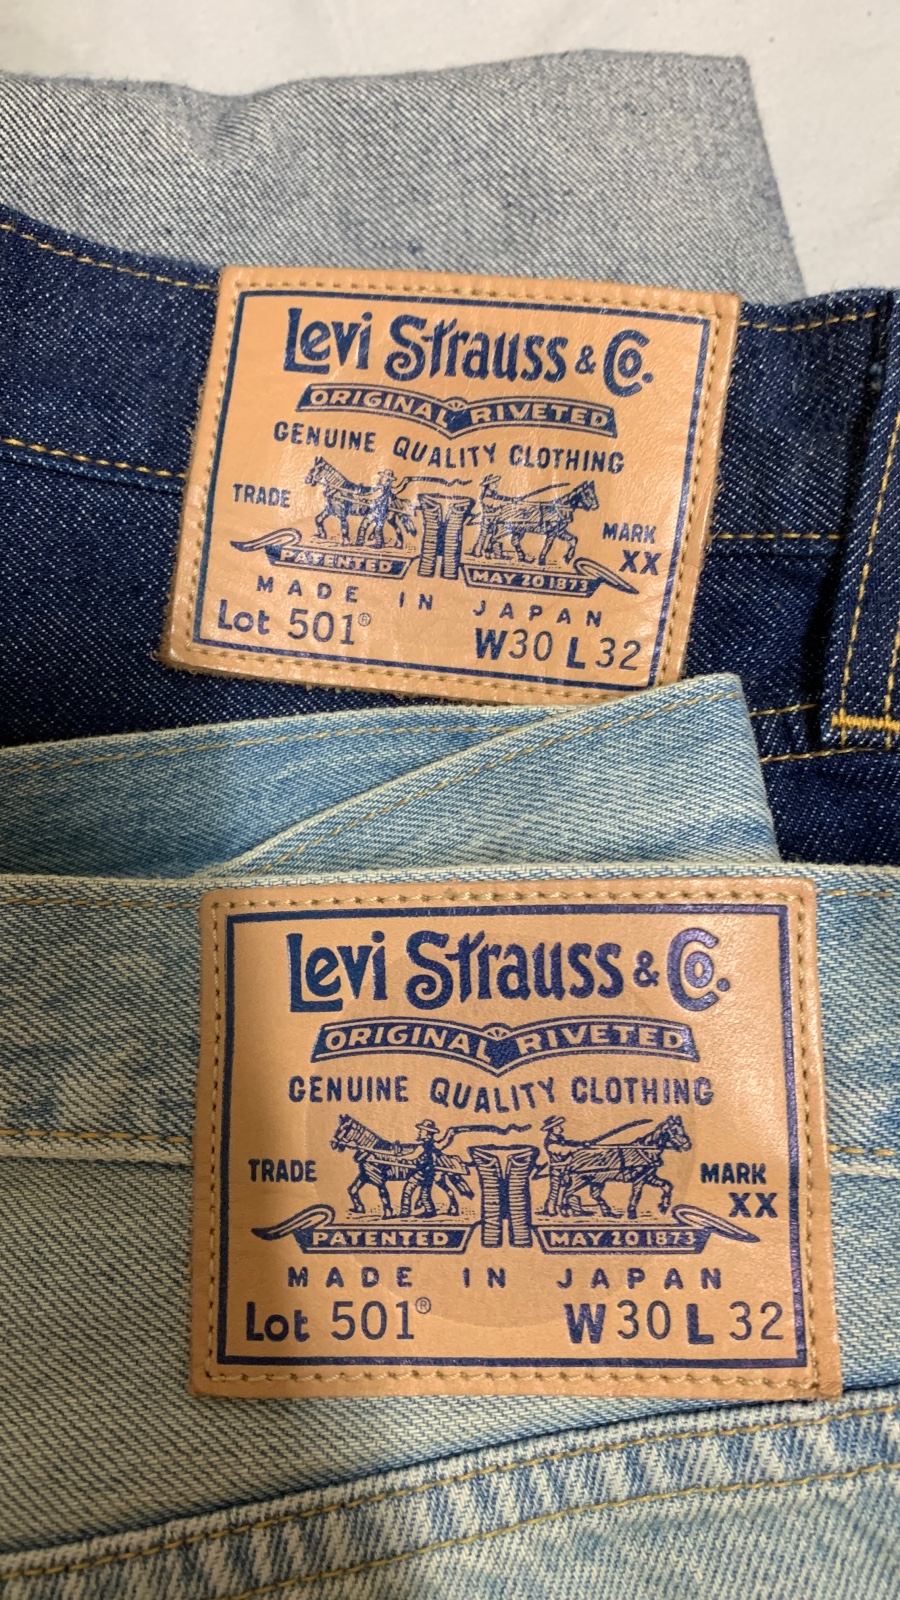 Levi Strauss & Co.
ORIGINAL RIVETED
GENUINE QUALITY CLOTHING
TRADE MARK
XX
PATENTED MAY 20 1873
MADE IN JAPAN
Lot 501® W30 L32
Levi Strauss & Co.
ORIGINAL RIVETED
GENUINE QUALITY CLOTHING
TRADE MARK
XX
PATENTED MAY 20 1873
MADE IN JAPAN
Lot 501® W30 L32